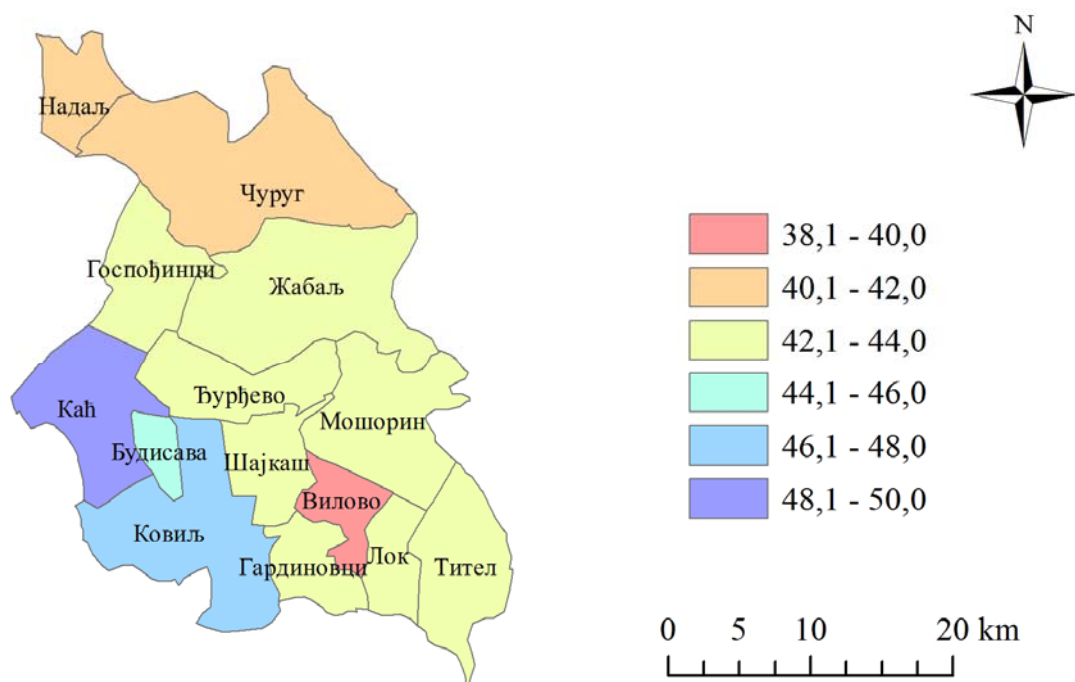 N
Надаљ
Чуруг
Госпођинци
Жабаљ
Каћ
Ђурђево
Мошорин
Будисава
Шајкаш
Вилово
Ковиљ
Гардиновци
Лок
Тител
38,1 - 40,0
40,1 - 42,0
42,1 - 44,0
44,1 - 46,0
46,1 - 48,0
48,1 - 50,0
0 5 10 20 km